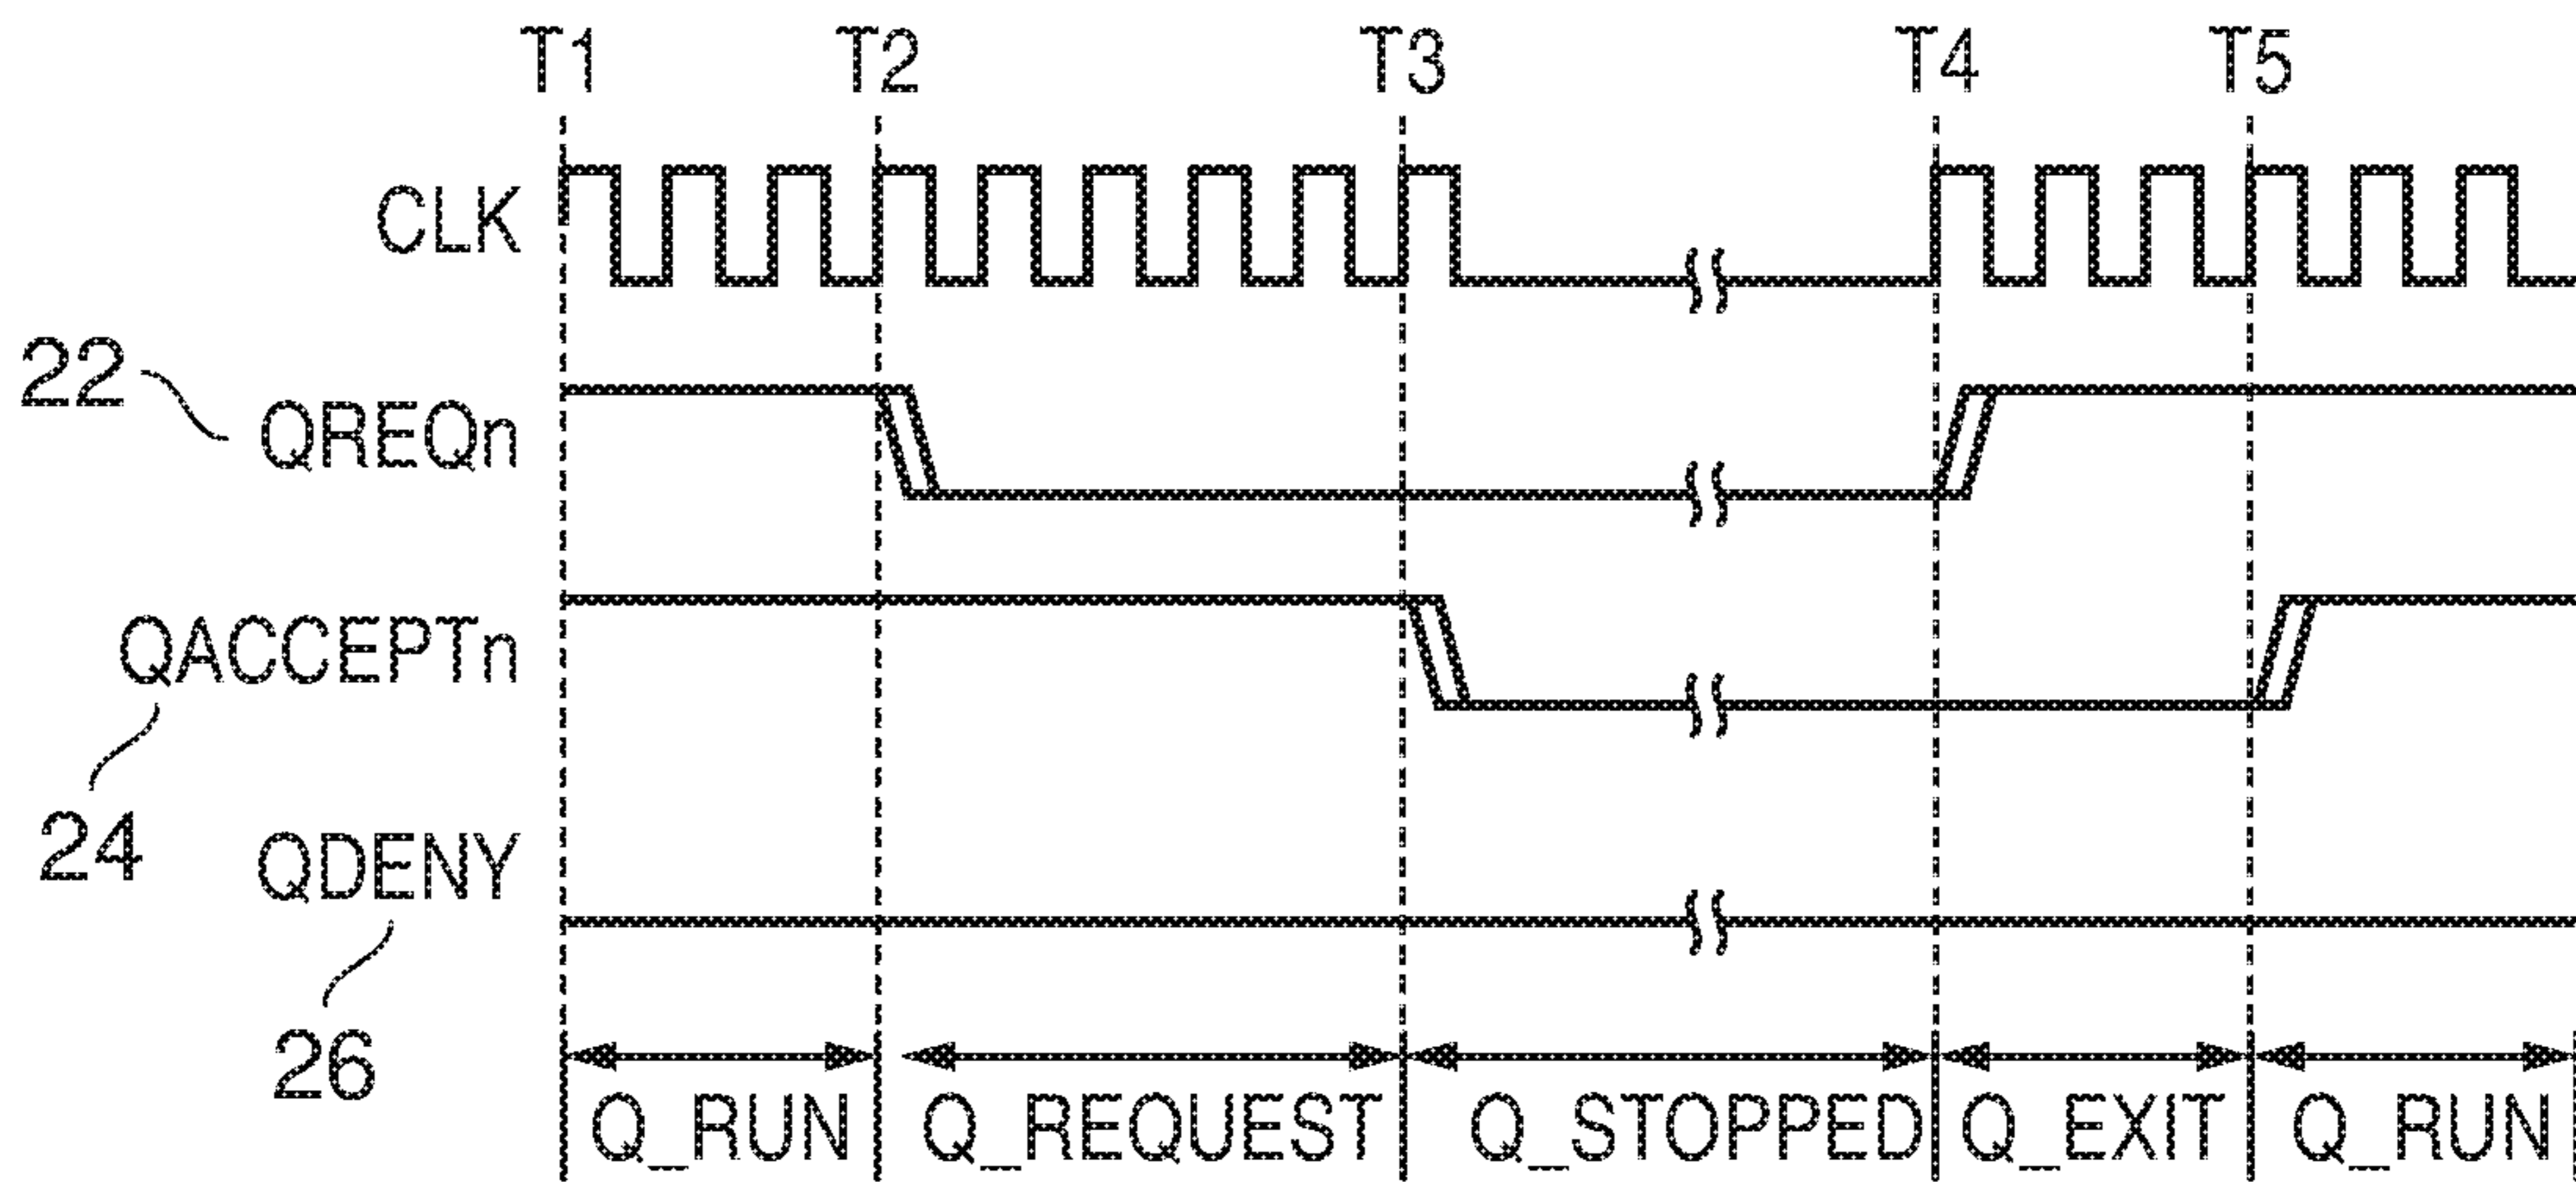 T1 T2 T3 T4 T5
CLK
22
QREQn
QACCEPTn
24
QDENY
26
Q_RUN Q_REQUEST Q_STOPPED Q_EXIT Q_RUN